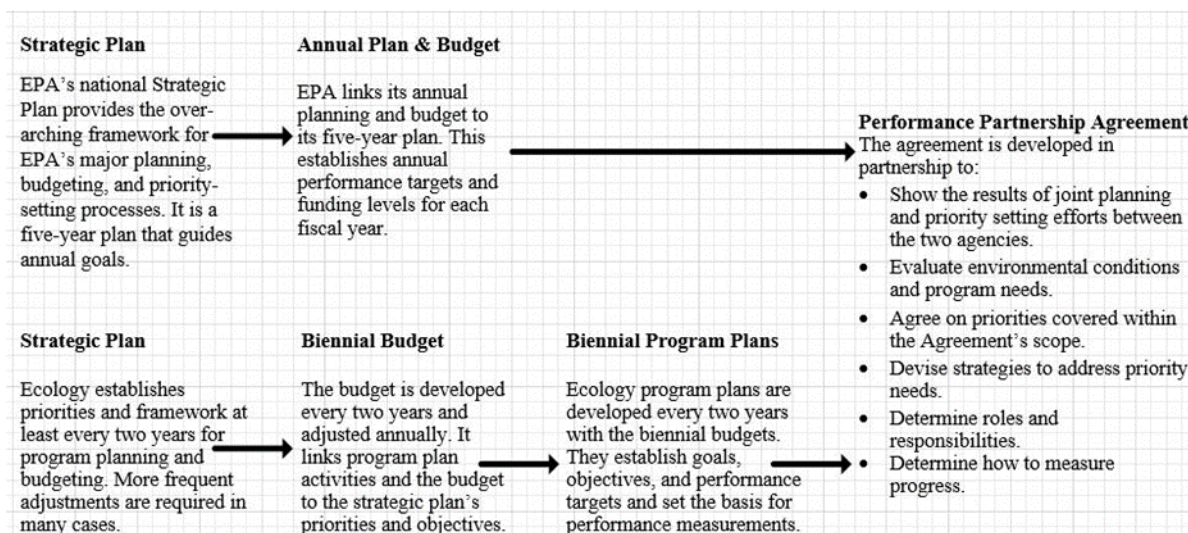 Strategic Plan
EPA's national Strategic
Plan provides the over-
arching framework for
EPA's major planning,
budgeting, and priority-
setting processes. It is a
five-year plan that guides
annual goals.
Annual Plan & Budget
EPA links its annual
planning and budget to
its five-year plan. This
establishes annual
performance targets and
funding levels for each
fiscal year.
Strategic Plan
Ecology establishes
priorities and framework at
least every two years for
program planning and
budgeting. More frequent
adjustments are required in
many cases.
Biennial Budget
The budget is developed
every two years and
adjusted annually. It
links program plan
activities and the budget
to the strategic plan's
priorities and objectives.
Biennial Program Plans
Ecology program plans are
developed every two years
with the biennial budgets.
They establish goals,
objectives, and performance
targets and set the basis for
performance measurements.
Performance Partnership Agreement
The agreement is developed in
partnership to:
• Show the results of joint planning
and priority setting efforts between
the two agencies.
• Evaluate environmental conditions
and program needs.
• Agree on priorities covered within
the Agreement's scope.
• Devise strategies to address priority
needs.
• Determine roles and
responsibilities.
• Determine how to measure
progress.